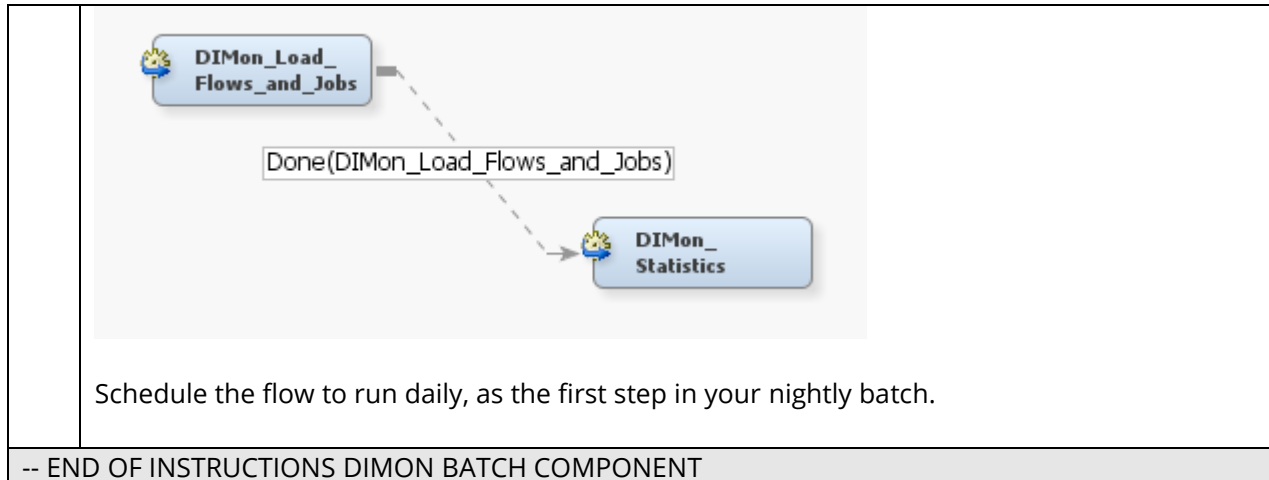 DIMon_Load_
Flows_and_Jobs
Done(DIMon_Load_Flows_and_Jobs)
DIMon_
Statistics
Schedule the flow to run daily, as the first step in your nightly batch.
-- END OF INSTRUCTIONS DIMON BATCH COMPONENT